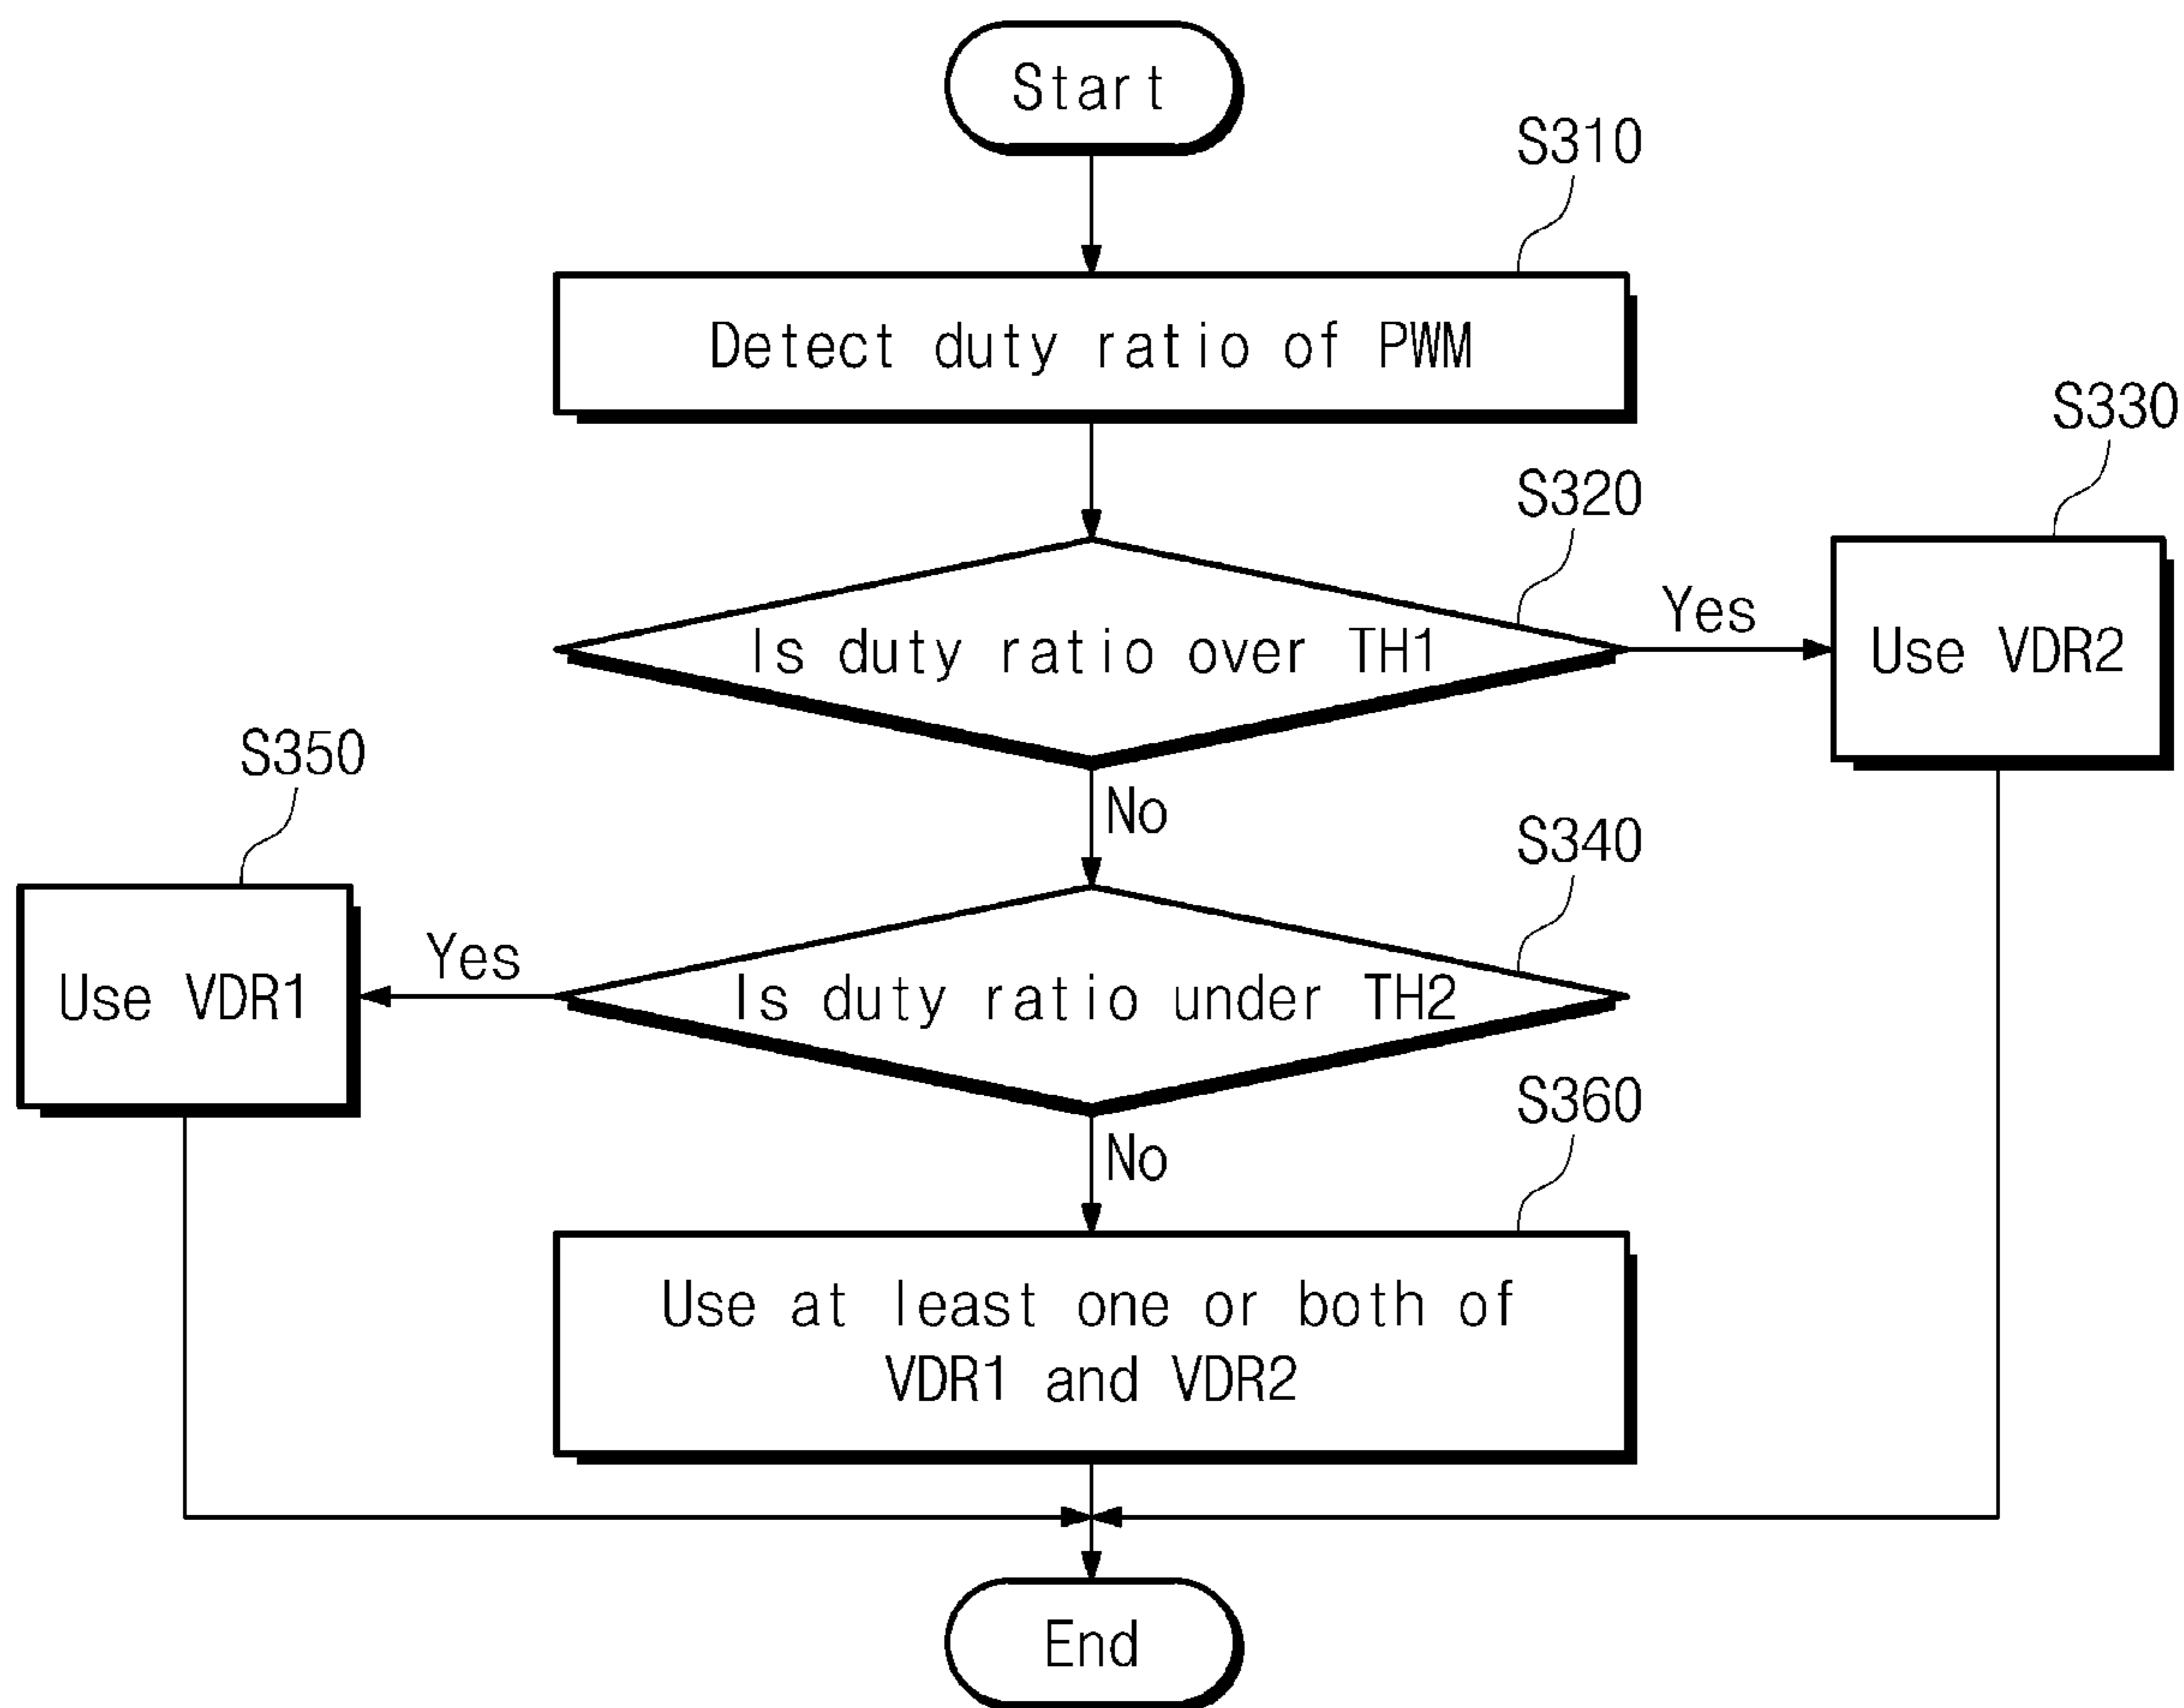 Start
S310
Detect duty ratio of PWM
S330
S320
Is duty ratio over TH1
Yes
Use VDR2
S350
No
S340
Use VDR1
Yes
Is duty ratio under TH2
S360
No
Use at least one or both of
VDR1 and VDR2
End